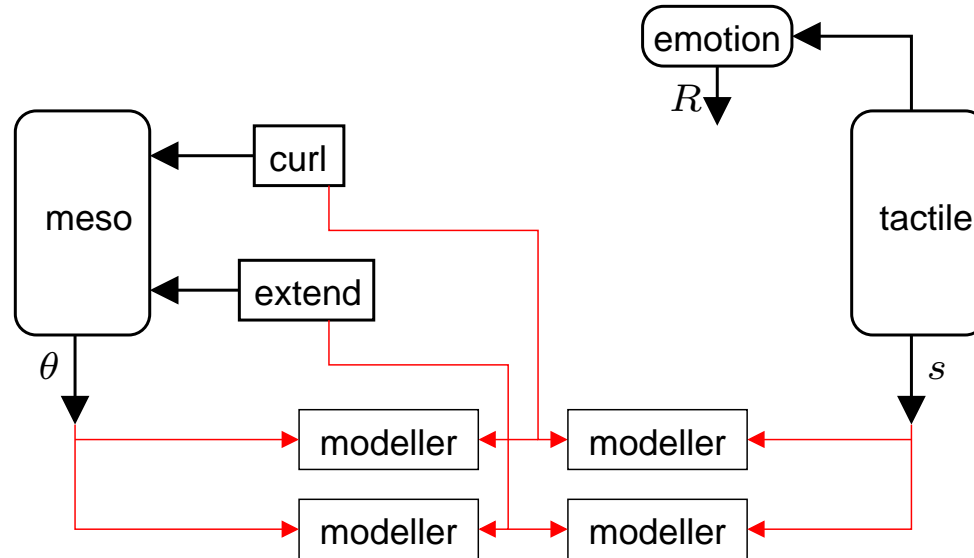 emotion
R
curl
meso
tactile
extend
θ
s
modeller
modeller
modeller
modeller